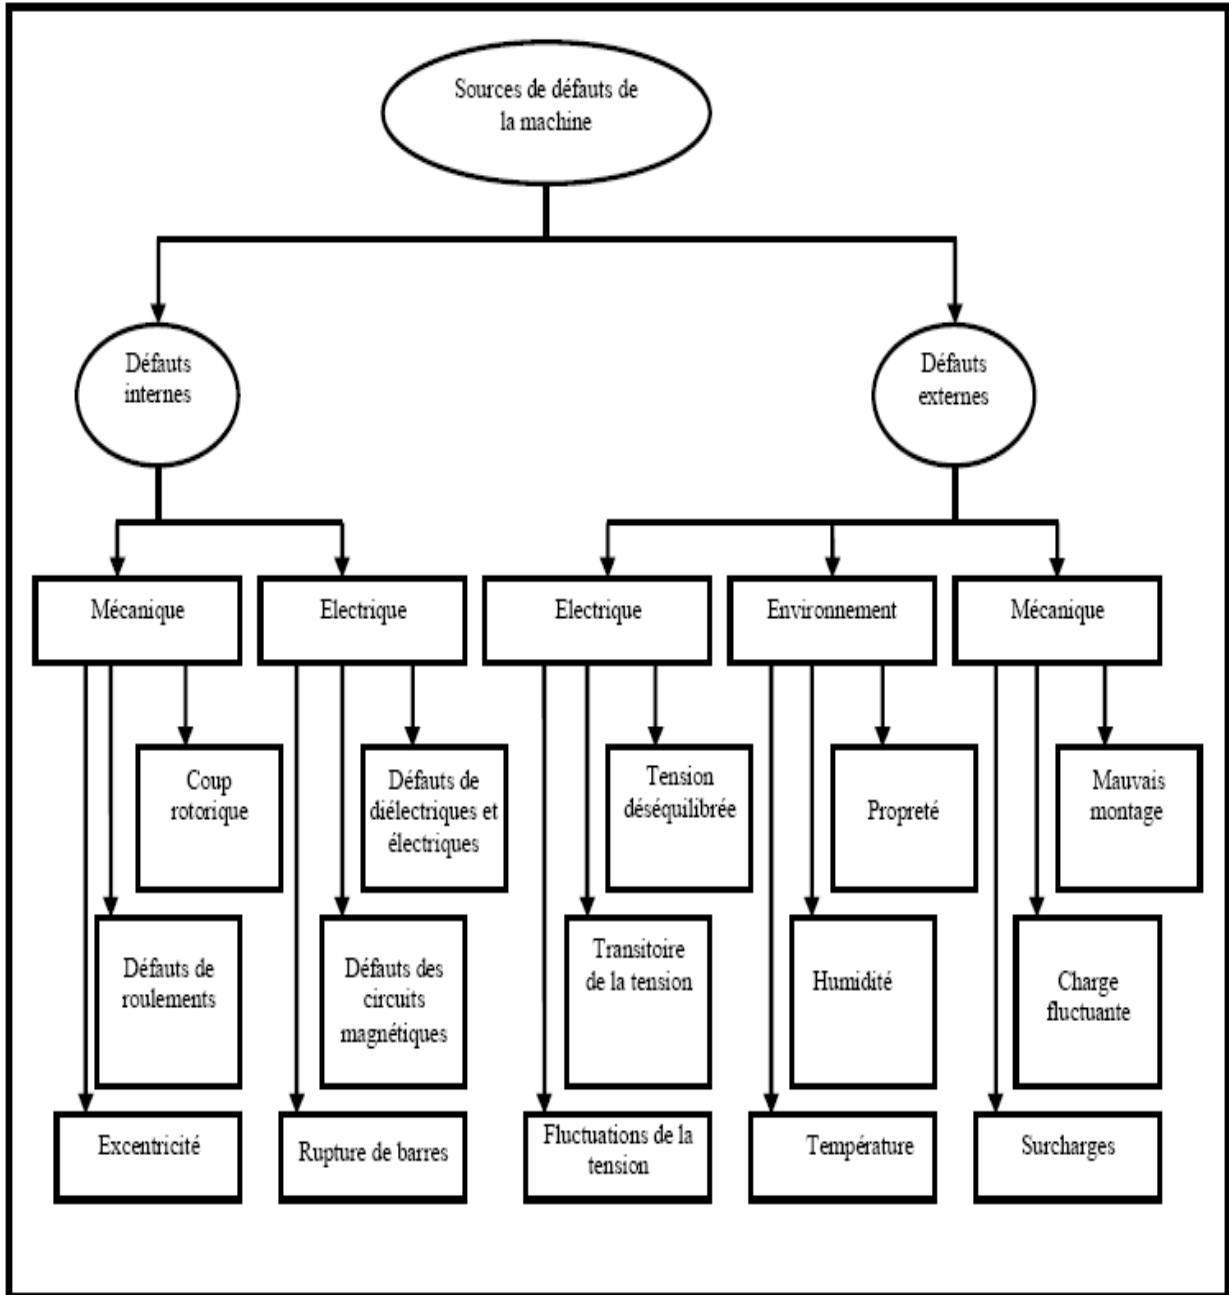 Sources de défauts de
la machine
Défauts
internes
Défauts
externes
Mécanique
Electrique
Electrique
Environnement
Mécanique
Coup
rotorique
Défauts de
diélectriques et
électriques
Tension
déséquilibrée
Propreté
Mauvais
montage
Défauts de
roulements
Défauts des
circuits
magnétiques
Transitoire
de la tension
Humidité
Charge
fluctuante
Excentricité
Rupture de barres
Fluctuations de la
tension
Température
Surcharges